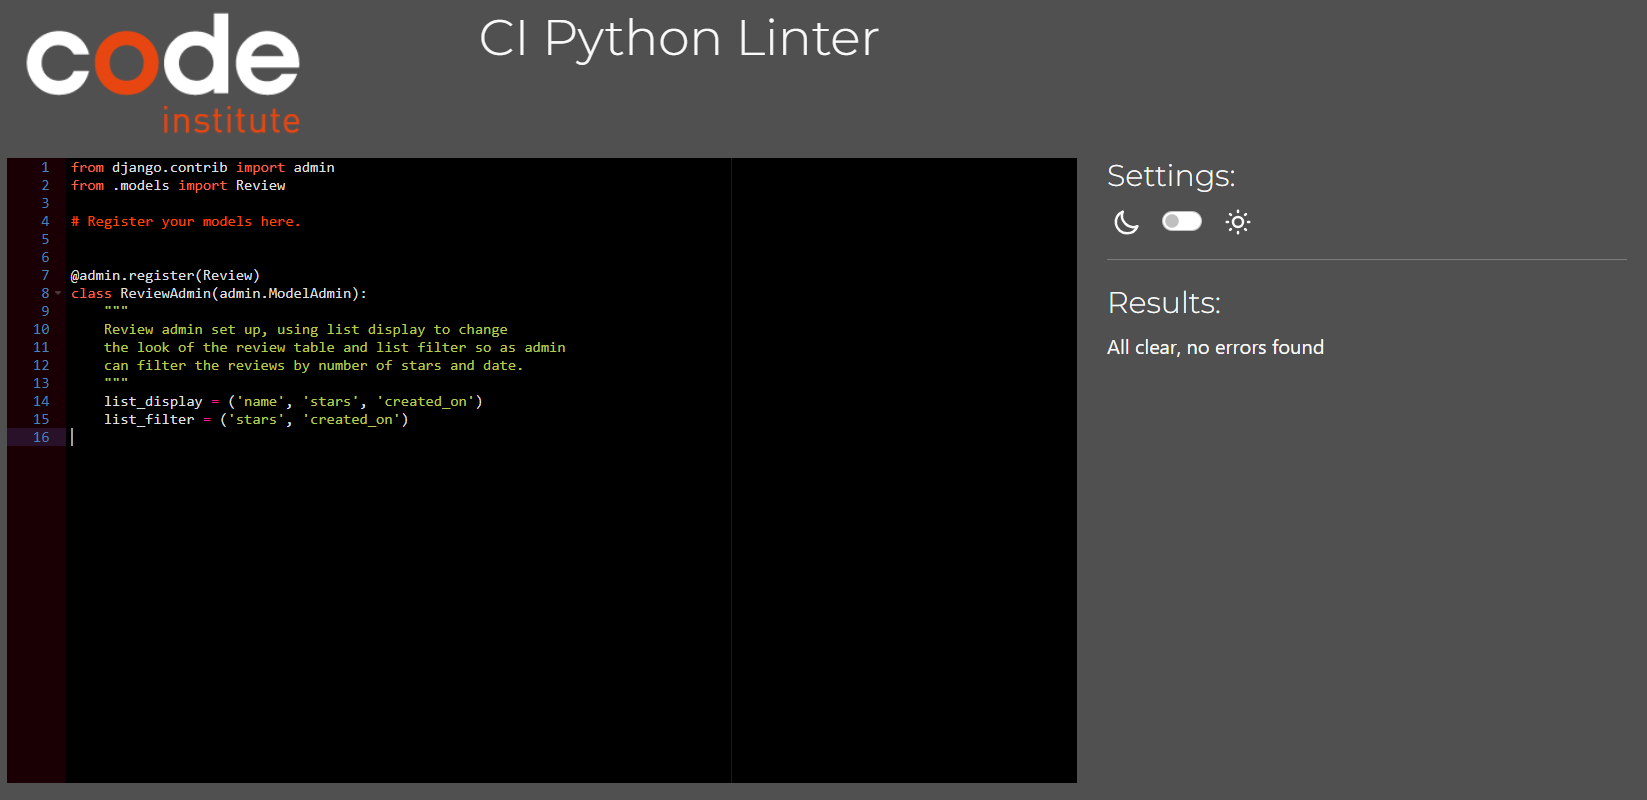 code
institute
CI Python Linter
1 from django.contrib import admin
2 from .models import Review
3
4 # Register your models here.
5
6
7 @admin.register(Review)
8 class ReviewAdmin(admin.ModelAdmin):
9     """
10     Review admin set up, using list display to change
11     the look of the review table and list filter so as admin
12     can filter the reviews by number of stars and date.
13     """
14     list_display = ('name', 'stars', 'created_on')
15     list_filter = ('stars', 'created_on')
16
Settings:
Results:
All clear, no errors found